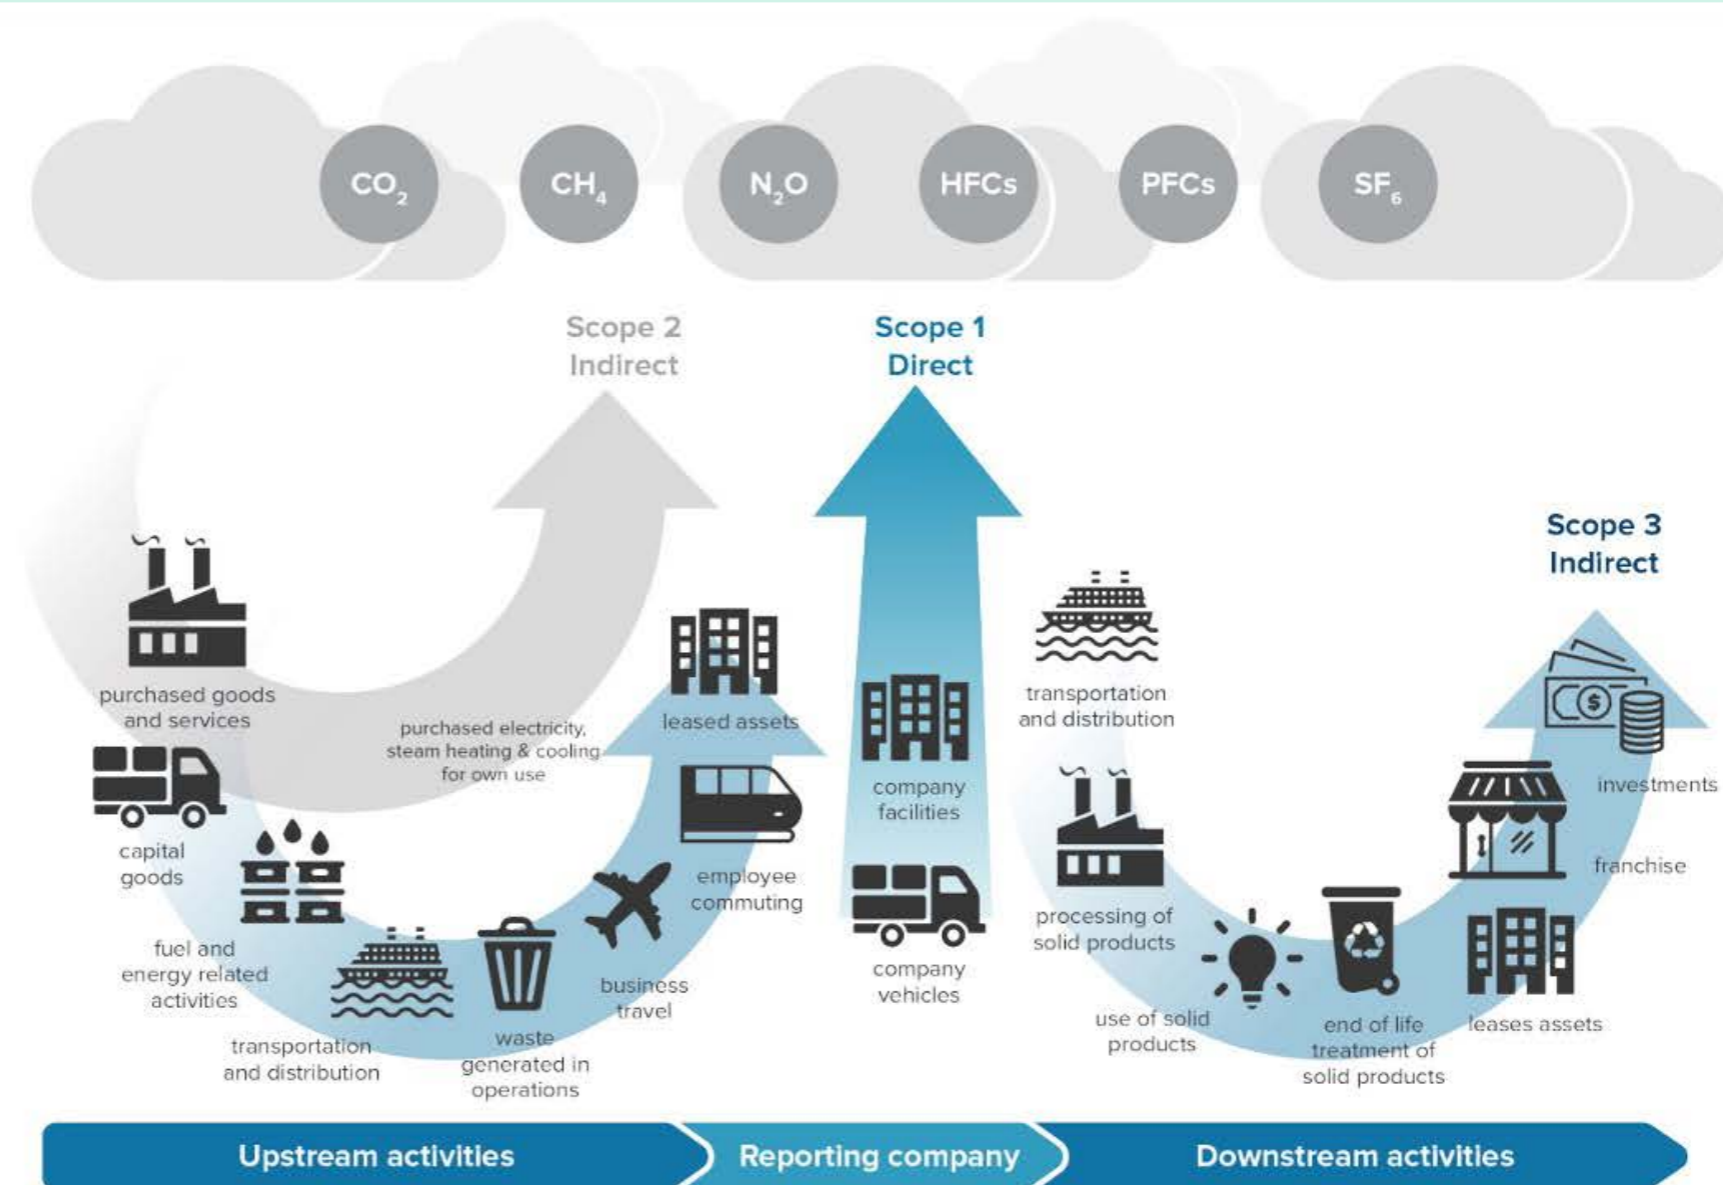 CO₂
CH₄
N₂O
HFCs
PFCs
SF₆
Scope 2
Indirect
Scope 1
Direct
Scope 3
Indirect
purchased goods
and services
capital
goods
fuel and
energy related
activities
transportation
and distribution
waste
generated in
operations
business
travel
employee
commuting
leased assets
purchased electricity,
steam heating & cooling
for own use
company
facilities
company
vehicles
transportation
and distribution
processing of
solid products
use of solid
products
end of life
treatment of
solid products
leases assets
franchise
investments
Upstream activities
Reporting company
Downstream activities